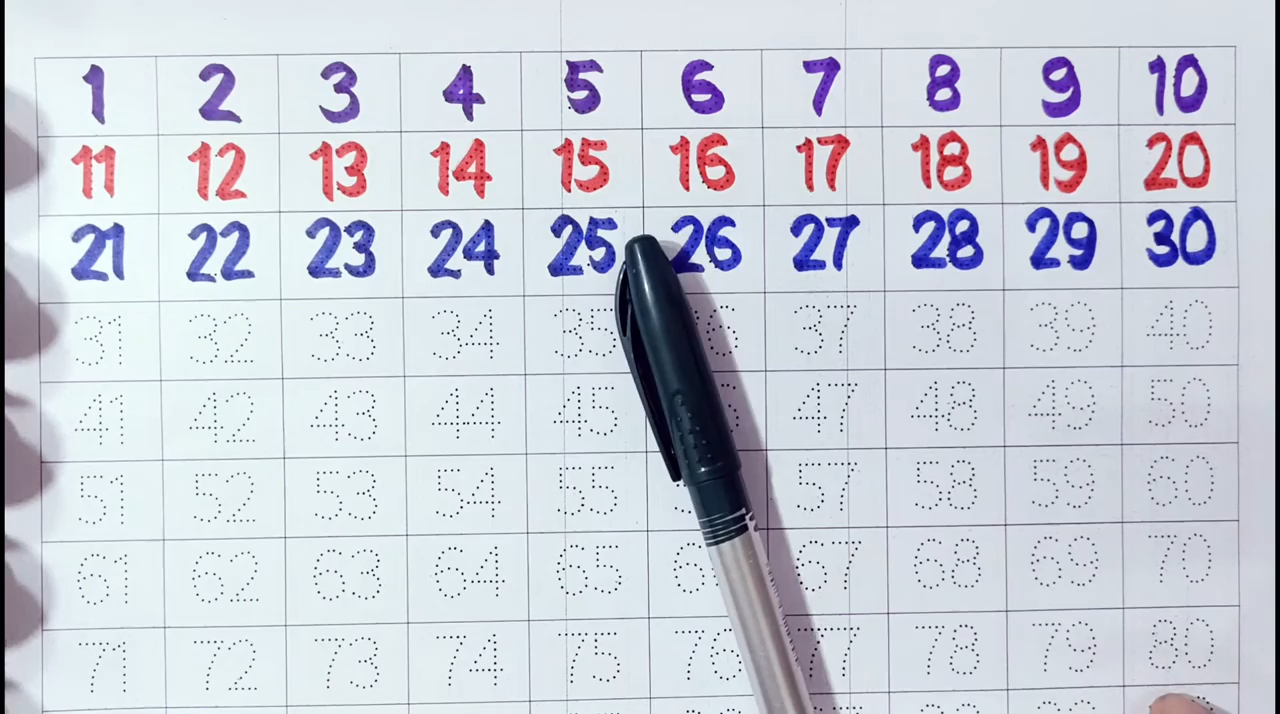 1 2 3 4 5 6 7 8 9 10
11 12 13 14 15 16 17 18 19 20
21 22 23 24 25 26 27 28 29 30
31 32 33 34 35 37 38 39 40
41 42 43 44 45 47 48 49 50
51 52 53 54 55 57 58 59 60
61 62 63 64 65 67 68 69 70
71 72 73 74 75 76 77 78 79 80